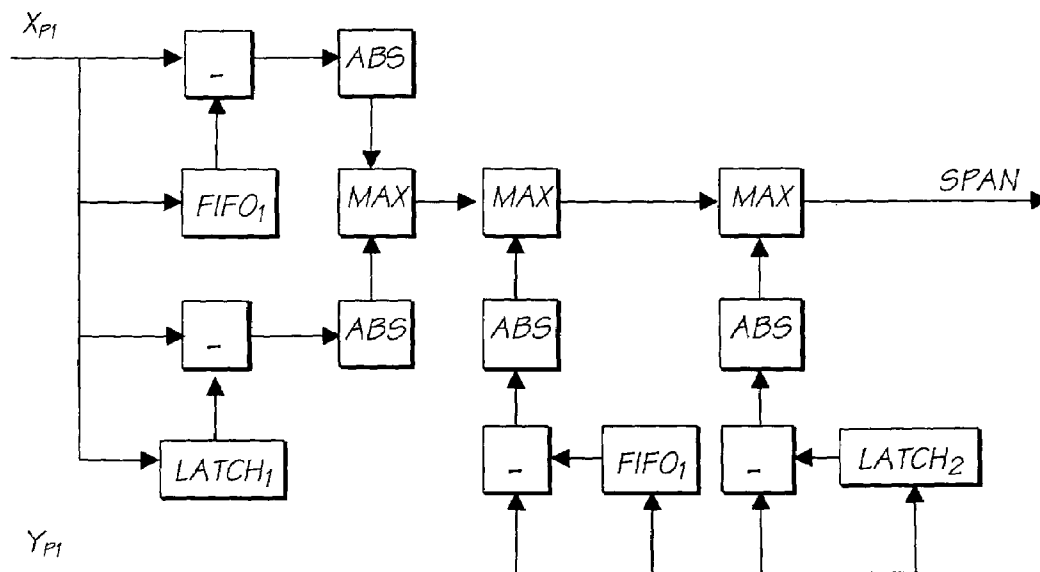 X_P1
-
ABS
FIFO_1
MAX
MAX
MAX
SPAN
-
ABS
ABS
ABS
LATCH_1
-
FIFO_1
-
LATCH_2
Y_P1